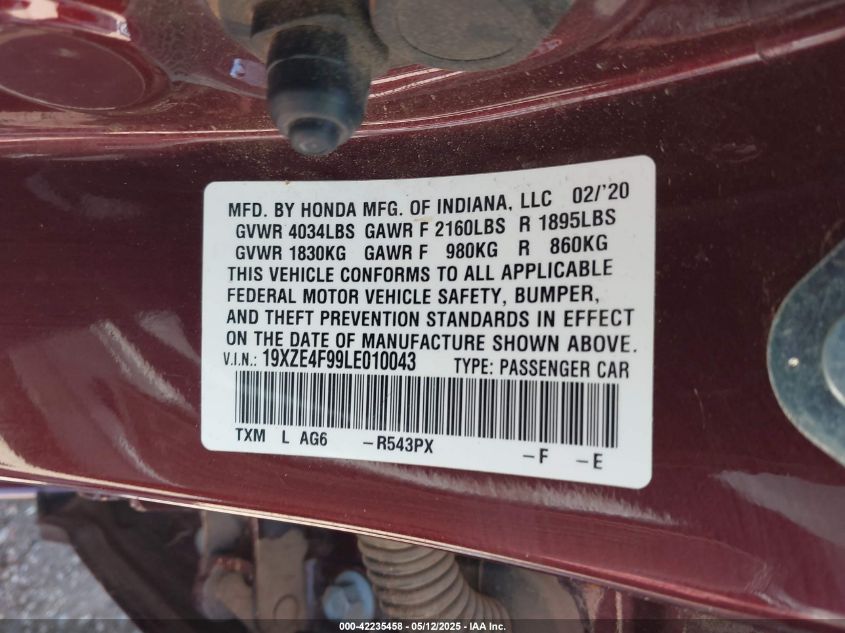 MFD. BY HONDA MFG. OF INDIANA, LLC 02/'20
GVWR 4034LBS GAWR F 2160LBS R 1895LBS
GVWR 1830KG GAWR F 980KG R 860KG
THIS VEHICLE CONFORMS TO ALL APPLICABLE
FEDERAL MOTOR VEHICLE SAFETY, BUMPER,
AND THEFT PREVENTION STANDARDS IN EFFECT
ON THE DATE OF MANUFACTURE SHOWN ABOVE.
V.I.N.: 19XZE4F99LE010043 TYPE: PASSENGER CAR
TXM L AG6 -R543PX -F -E
000-42235458 - 05/12/2025 - IAA Inc.